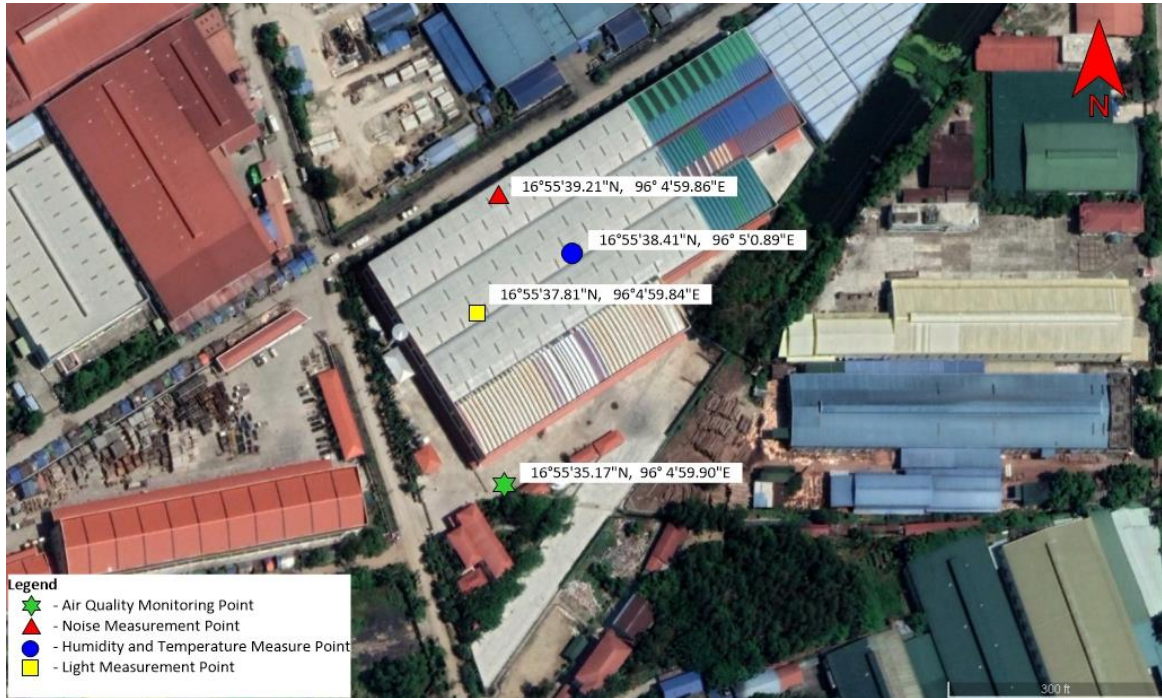 N
16°55'39.21"N, 96° 4'59.86"E
16°55'38.41"N, 96° 5'0.89"E
16°55'37.81"N, 96°4'59.84"E
16°55'35.17"N, 96° 4'59.90"E
Legend
- Air Quality Monitoring Point
- Noise Measurement Point
- Humidity and Temperature Measure Point
- Light Measurement Point
300 ft